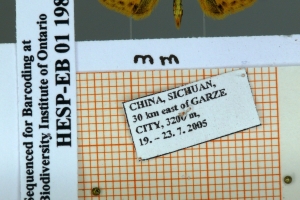 Sequenced for Barcoding at
Biodiversity Institute of Ontario
HESP-EB 01 198
mm
CHINA, SICHUAN,
30 km east of GARZE
CITY, 3200 m,
19. – 23. 7. 2005